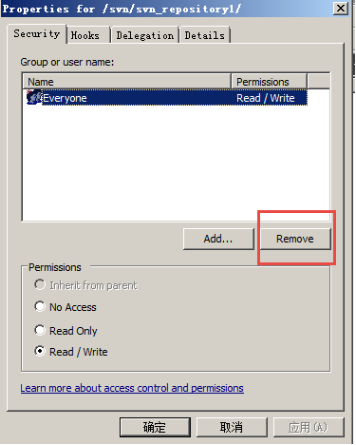 Properties for /svn/svn_repository1/
Security Hooks Delegation Details
Group or user name:
Name Permissions
Everyone Read / Write
Add... Remove
Permissions
Inherit from parent
No Access
Read Only
Read / Write
Learn more about access control and permissions
确定 取消 应用(A)